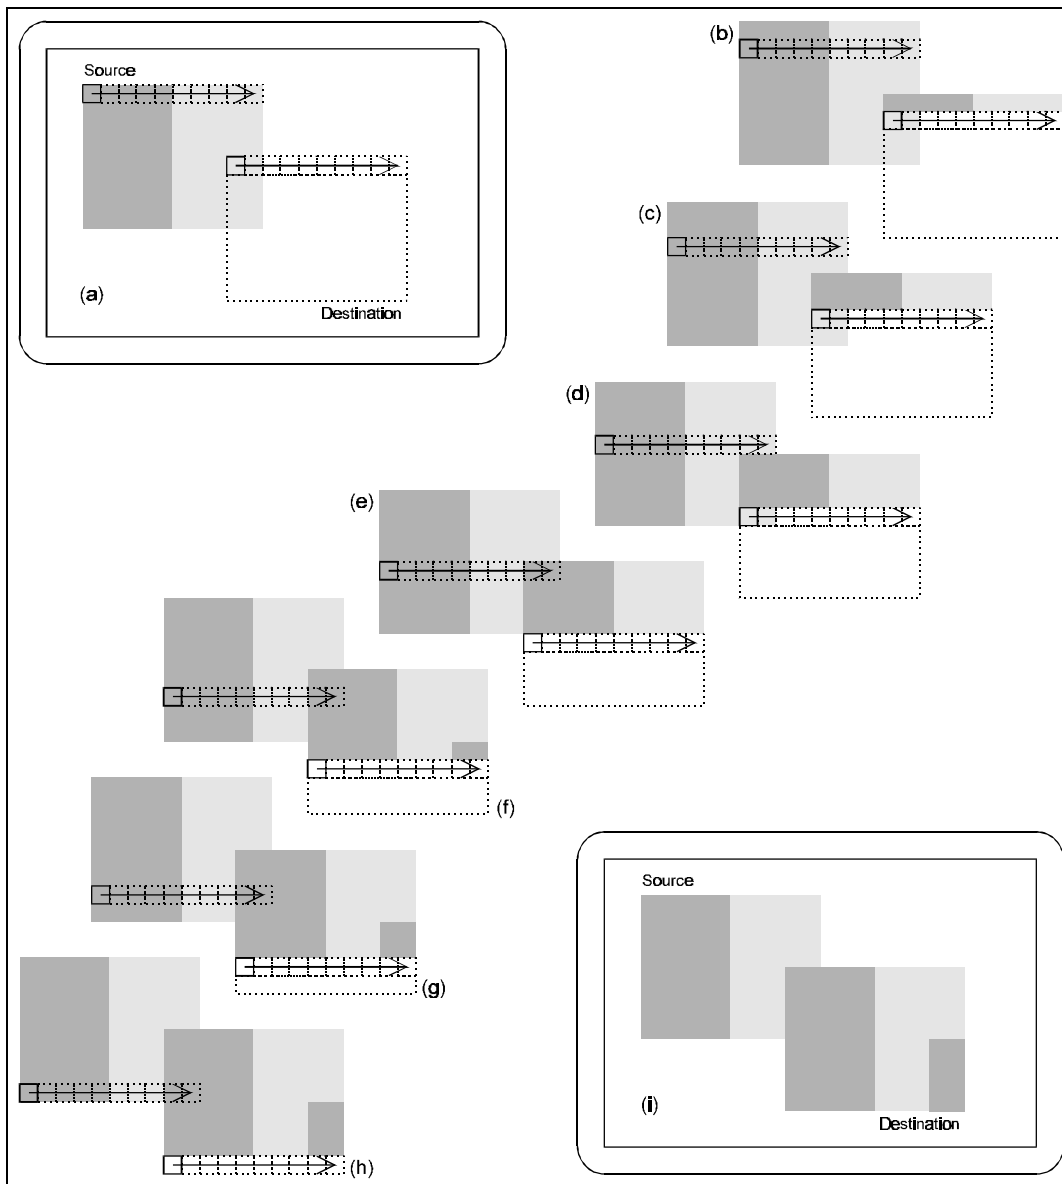 Source
(a)
Destination
(b)
(c)
(d)
(e)
(f)
(g)
(h)
Source
(i)
Destination